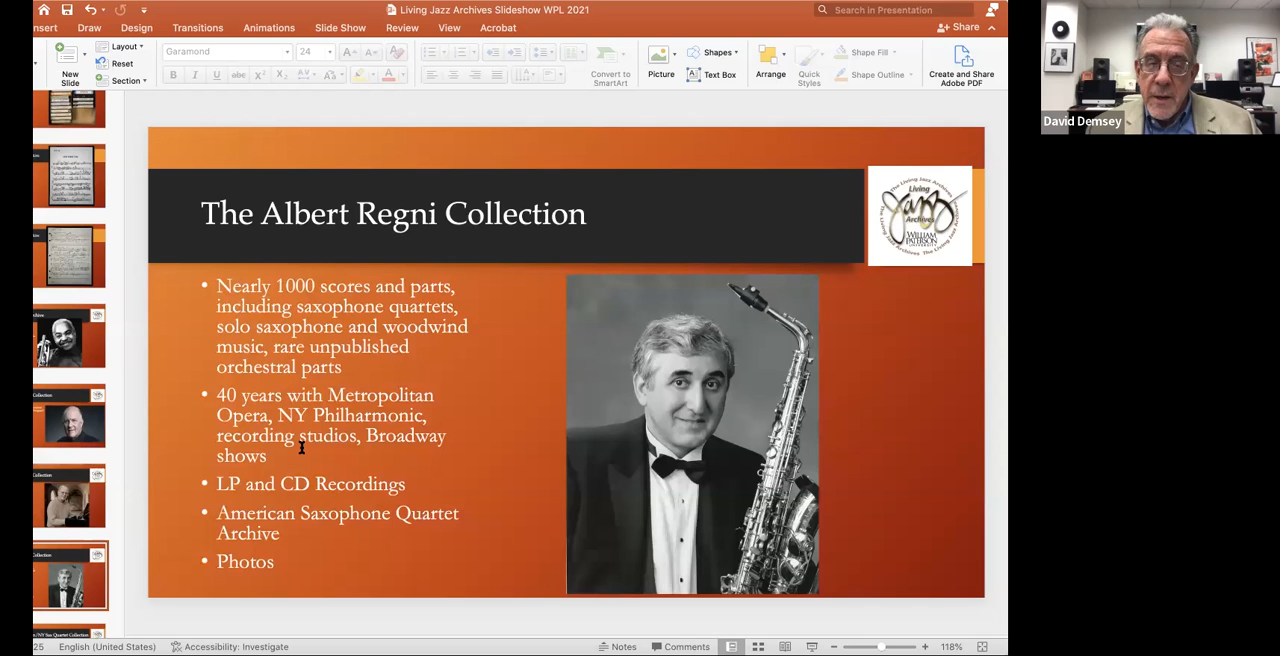 Living Jazz Archives Slideshow WPL 2021
Search in Presentation
nsert Draw Design Transitions Animations Slide Show Review View Acrobat
Share
New
Slide
Layout
Reset
Section
Garamond 24
Convert to
SmartArt
Picture
Shapes
Text Box
Arrange
Quick
Styles
Shape Fill
Shape Outline
Create and Share
Adobe PDF
David Demsey
The Albert Regni Collection
The Living Jazz Archives
Living
Jazz
Archives
WILLIAM
PATERSON
UNIVERSITY
• Nearly 1000 scores and parts,
including saxophone quartets,
solo saxophone and woodwind
music, rare unpublished
orchestral parts
• 40 years with Metropolitan
Opera, NY Philharmonic,
recording studios, Broadway
shows
• LP and CD Recordings
• American Saxophone Quartet
Archive
• Photos
25 English (United States) Accessibility: Investigate
Notes Comments 118%